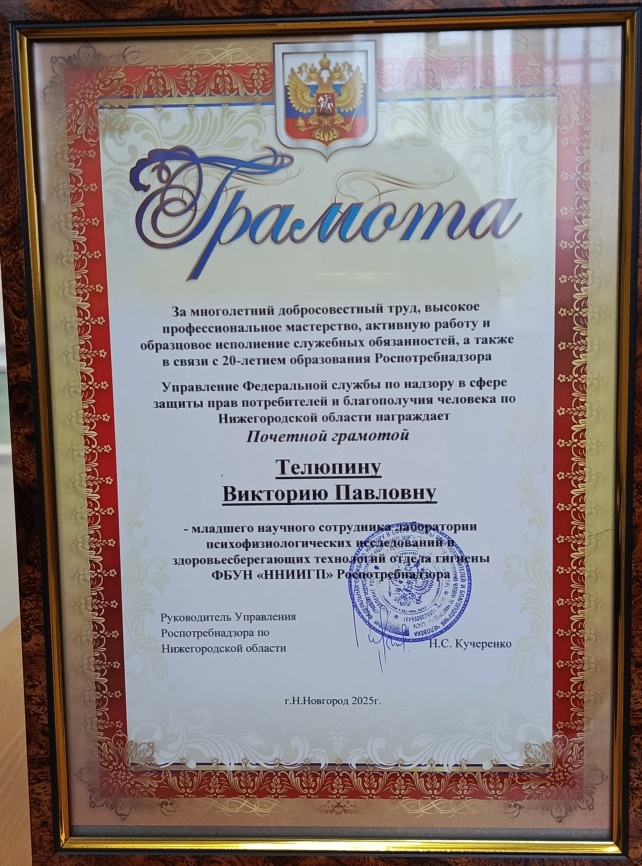 Грамота
За многолетний добросовестный труд, высокое
профессиональное мастерство, активную работу и
образцовое исполнение служебных обязанностей, а также
в связи с 20-летием образования Роспотребнадзора
Управление Федеральной службы по надзору в сфере
защиты прав потребителей и благополучия человека по
Нижегородской области награждает
Почетной грамотой
Телюпину
Викторию Павловну
- младшего научного сотрудника лаборатории
психофизиологических исследований и
здоровьесберегающих технологий отдела гигиены
ФБУН «ННИИГП» Роспотребнадзора
Руководитель Управления
Роспотребнадзора по
Нижегородской области
Н.С. Кучеренко
г.Н.Новгород 2025г.